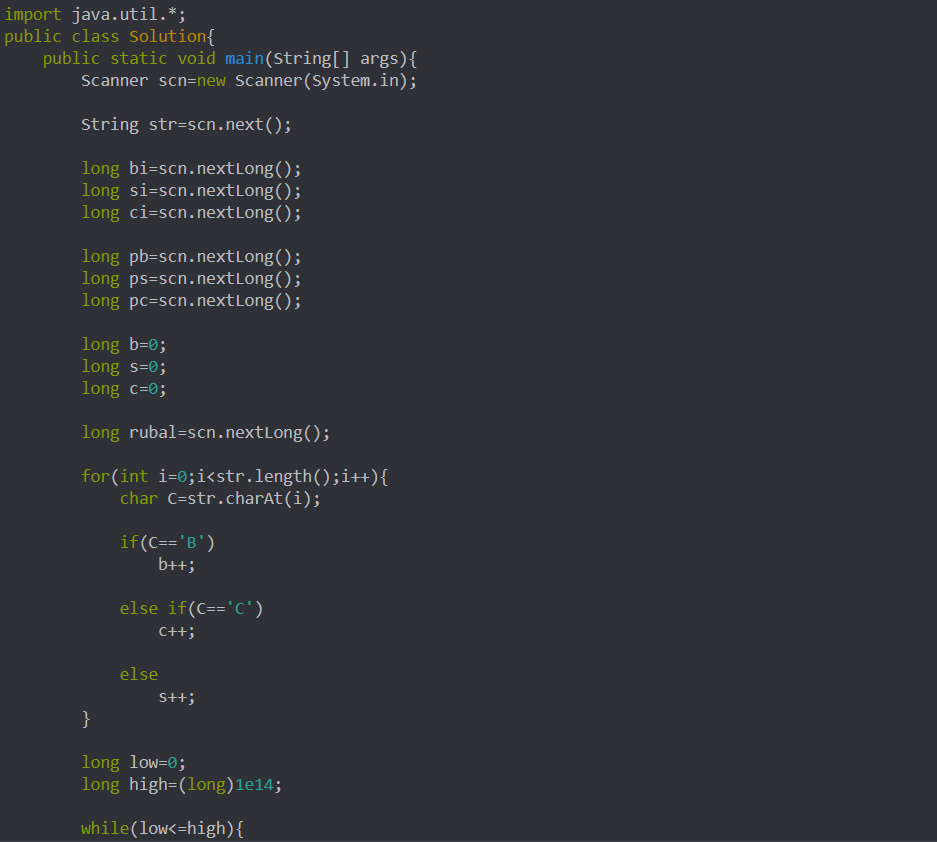 import java.util.*;
public class Solution{
    public static void main(String[] args){
        Scanner scn=new Scanner(System.in);

        String str=scn.next();

        long bi=scn.nextLong();
        long si=scn.nextLong();
        long ci=scn.nextLong();

        long pb=scn.nextLong();
        long ps=scn.nextLong();
        long pc=scn.nextLong();

        long b=0;
        long s=0;
        long c=0;

        long rubal=scn.nextLong();

        for(int i=0;i<str.length();i++){
            char C=str.charAt(i);

            if(C=='B')
                b++;

            else if(C=='C')
                c++;

            else
                s++;
        }

        long low=0;
        long high=(long)1e14;

        while(low<=high){